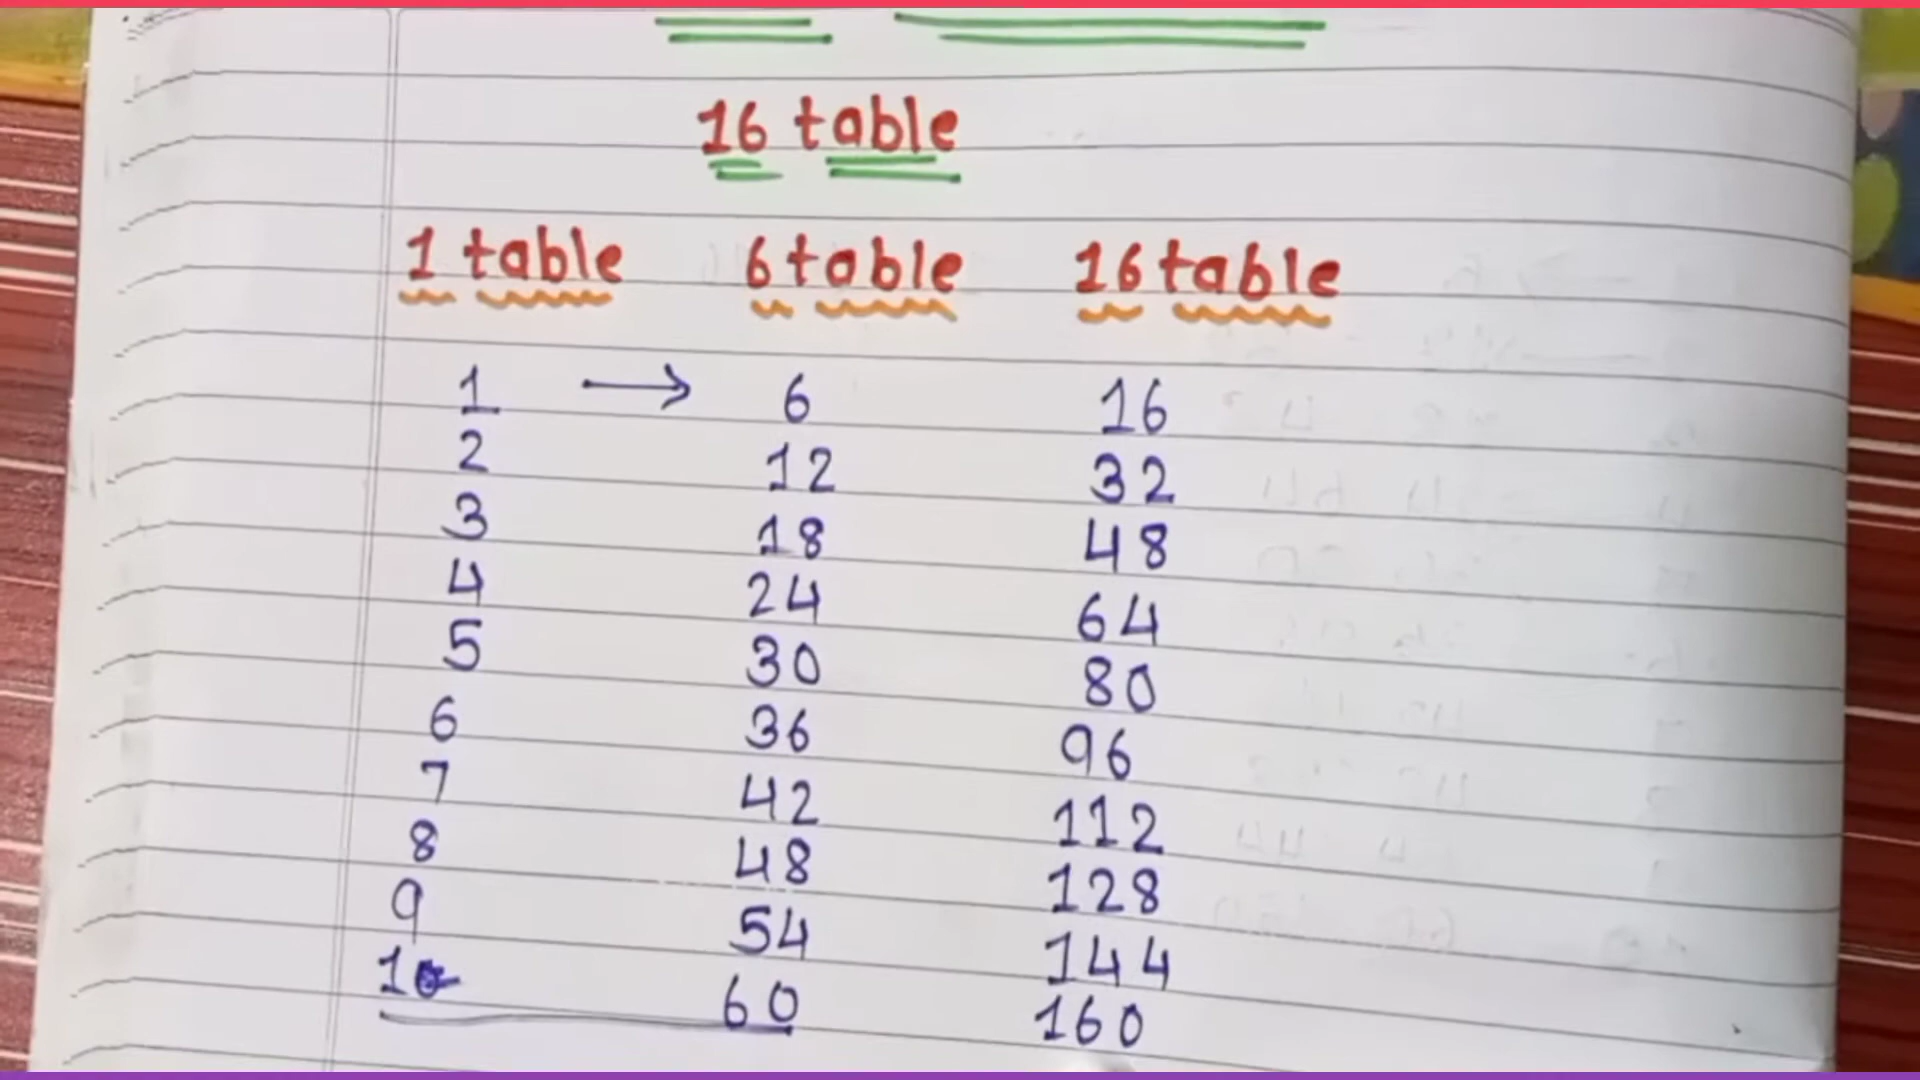 16 table
1 table 6 table 16 table
1 → 6 16
2 12 32
3 18 48
4 24 64
5 30 80
6 36 96
7 42 112
8 48 128
9 54 144
10 60 160